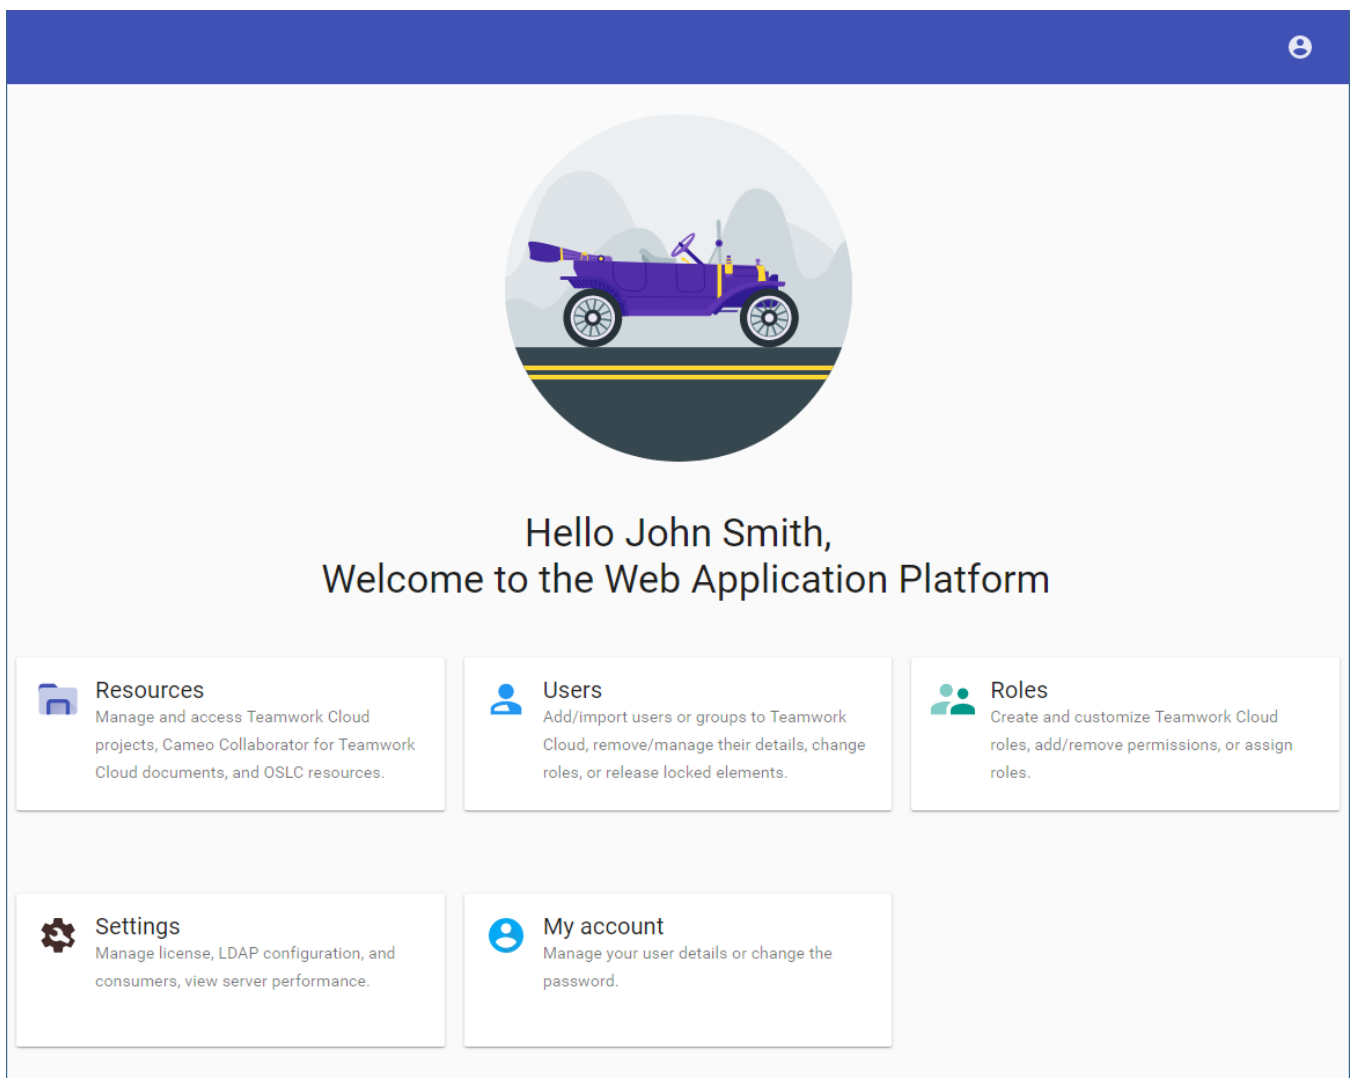 Hello John Smith,
Welcome to the Web Application Platform
Resources
Manage and access Teamwork Cloud
projects, Cameo Collaborator for Teamwork
Cloud documents, and OSLC resources.
Users
Add/import users or groups to Teamwork
Cloud, remove/manage their details, change
roles, or release locked elements.
Roles
Create and customize Teamwork Cloud
roles, add/remove permissions, or assign
roles.
Settings
Manage license, LDAP configuration, and
consumers, view server performance.
My account
Manage your user details or change the
password.